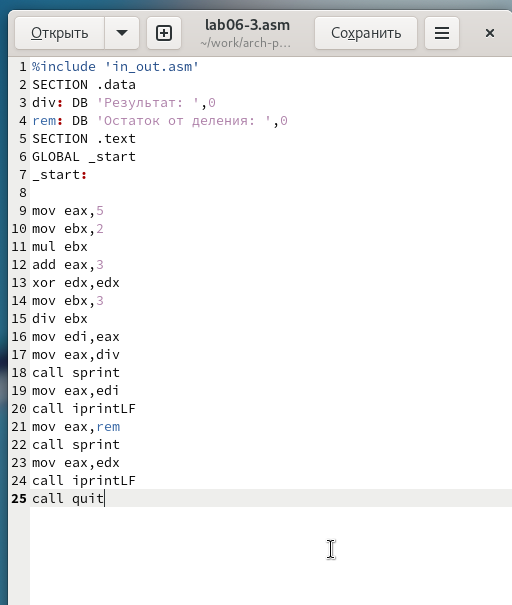 Открыть
lab06-3.asm
~/work/arch-p...
Сохранить
1 %include 'in_out.asm'
2 SECTION .data
3 div: DB 'Результат: ',0
4 rem: DB 'Остаток от деления: ',0
5 SECTION .text
6 GLOBAL _start
7 _start:
8
9 mov eax,5
10 mov ebx,2
11 mul ebx
12 add eax,3
13 xor edx,edx
14 mov ebx,3
15 div ebx
16 mov edi,eax
17 mov eax,div
18 call sprint
19 mov eax,edi
20 call iprintLF
21 mov eax,rem
22 call sprint
23 mov eax,edx
24 call iprintLF
25 call quit